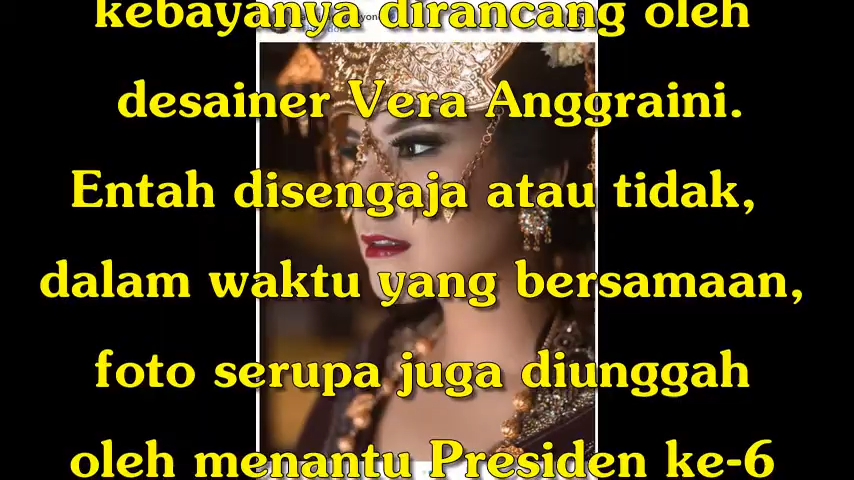 kebayanya dirancang oleh
desainer Vera Anggraini.
Entah disengaja atau tidak,
dalam waktu yang bersamaan,
foto serupa juga diunggah
oleh menantu Presiden ke-6